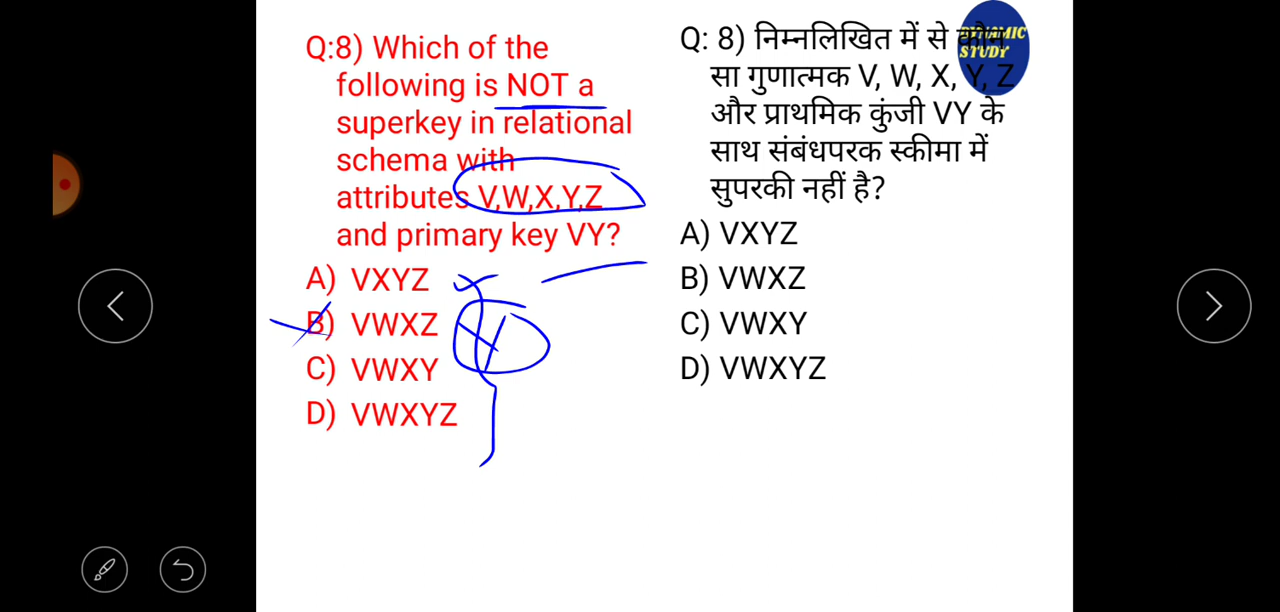 Q:8) Which of the
following is NOT a
superkey in relational
schema with
attributes V,W,X,Y,Z
and primary key VY?
A) VXYZ
B) VWXZ
C) VWXY
D) VWXYZ
DYNAMIC
STUDY
Q: 8) निम्नलिखित में से कौन
सा गुणात्मक V, W, X, Y, Z
और प्राथमिक कुंजी VY के
साथ संबंधपरक स्कीमा में
सुपरकी नहीं है?
A) VXYZ
B) VWXZ
C) VWXY
D) VWXYZ